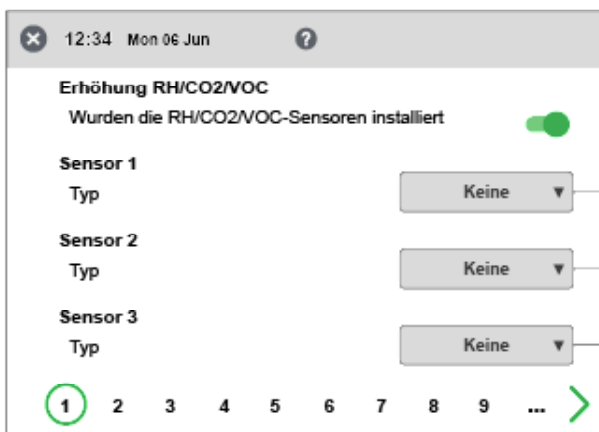 12:34 Mon 06 Jun ?
Erhöhung RH/CO2/VOC
Wurden die RH/CO2/VOC-Sensoren installiert
Sensor 1
Typ Keine
Sensor 2
Typ Keine
Sensor 3
Typ Keine
1 2 3 4 5 6 7 8 9 ...